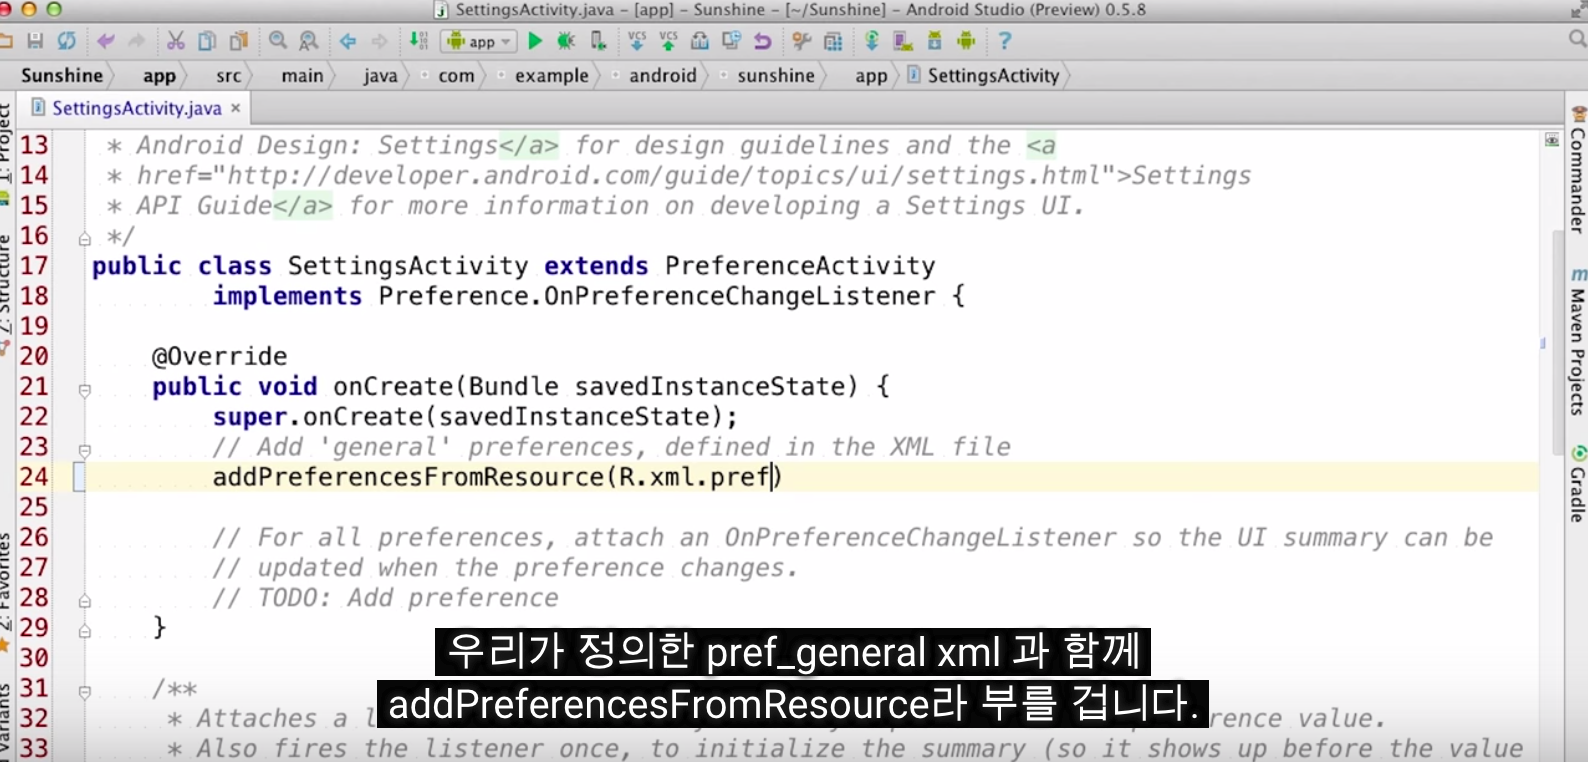 SettingsActivity.java – [app] – Sunshine – [~/Sunshine] – Android Studio (Preview) 0.5.8
app
Sunshine app src main java com example android sunshine app SettingsActivity
SettingsActivity.java
13 * Android Design: Settings</a> for design guidelines and the <a
14 * href="http://developer.android.com/guide/topics/ui/settings.html">Settings
15 * API Guide</a> for more information on developing a Settings UI.
16 */
17 public class SettingsActivity extends PreferenceActivity
18 implements Preference.OnPreferenceChangeListener {
19
20 @Override
21 public void onCreate(Bundle savedInstanceState) {
22 super.onCreate(savedInstanceState);
23 // Add 'general' preferences, defined in the XML file
24 addPreferencesFromResource(R.xml.pref)
25
26 // For all preferences, attach an OnPreferenceChangeListener so the UI summary can be
27 // updated when the preference changes.
28 // TODO: Add preference
29 }
30
31 /**
32 * Attaches a l
rence value.
33 * Also fires the listener once, to initialize the summary (so it shows up before the value
우리가 정의한 pref_general xml 과 함께
addPreferencesFromResource라 부를 겁니다.
1: Project
7: Structure
2: Favorites
Variants
Commander
Maven Projects
Gradle